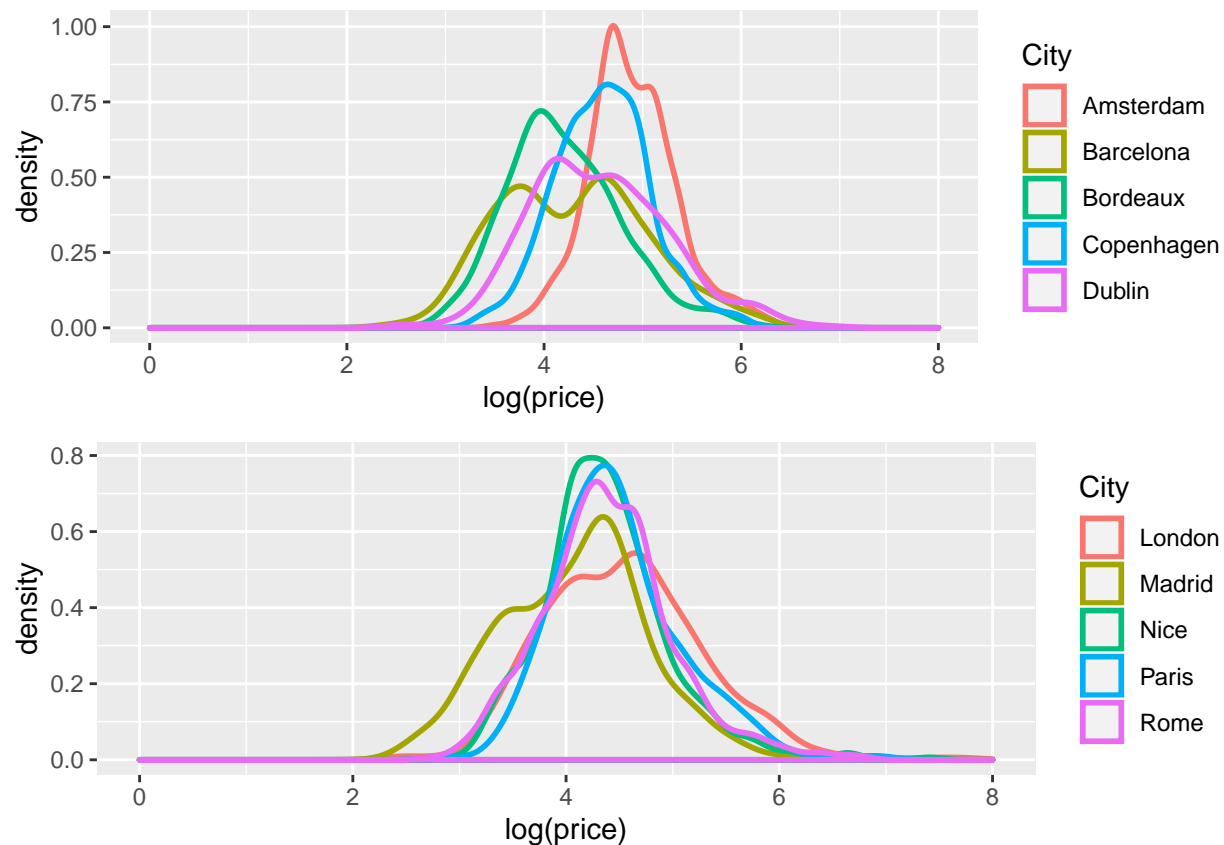 1.00
0.75
0.50
0.25
0.00
density
0 2 4 6 8
log(price)
City
Amsterdam
Barcelona
Bordeaux
Copenhagen
Dublin
0.8
0.6
0.4
0.2
0.0
density
0 2 4 6 8
log(price)
City
London
Madrid
Nice
Paris
Rome